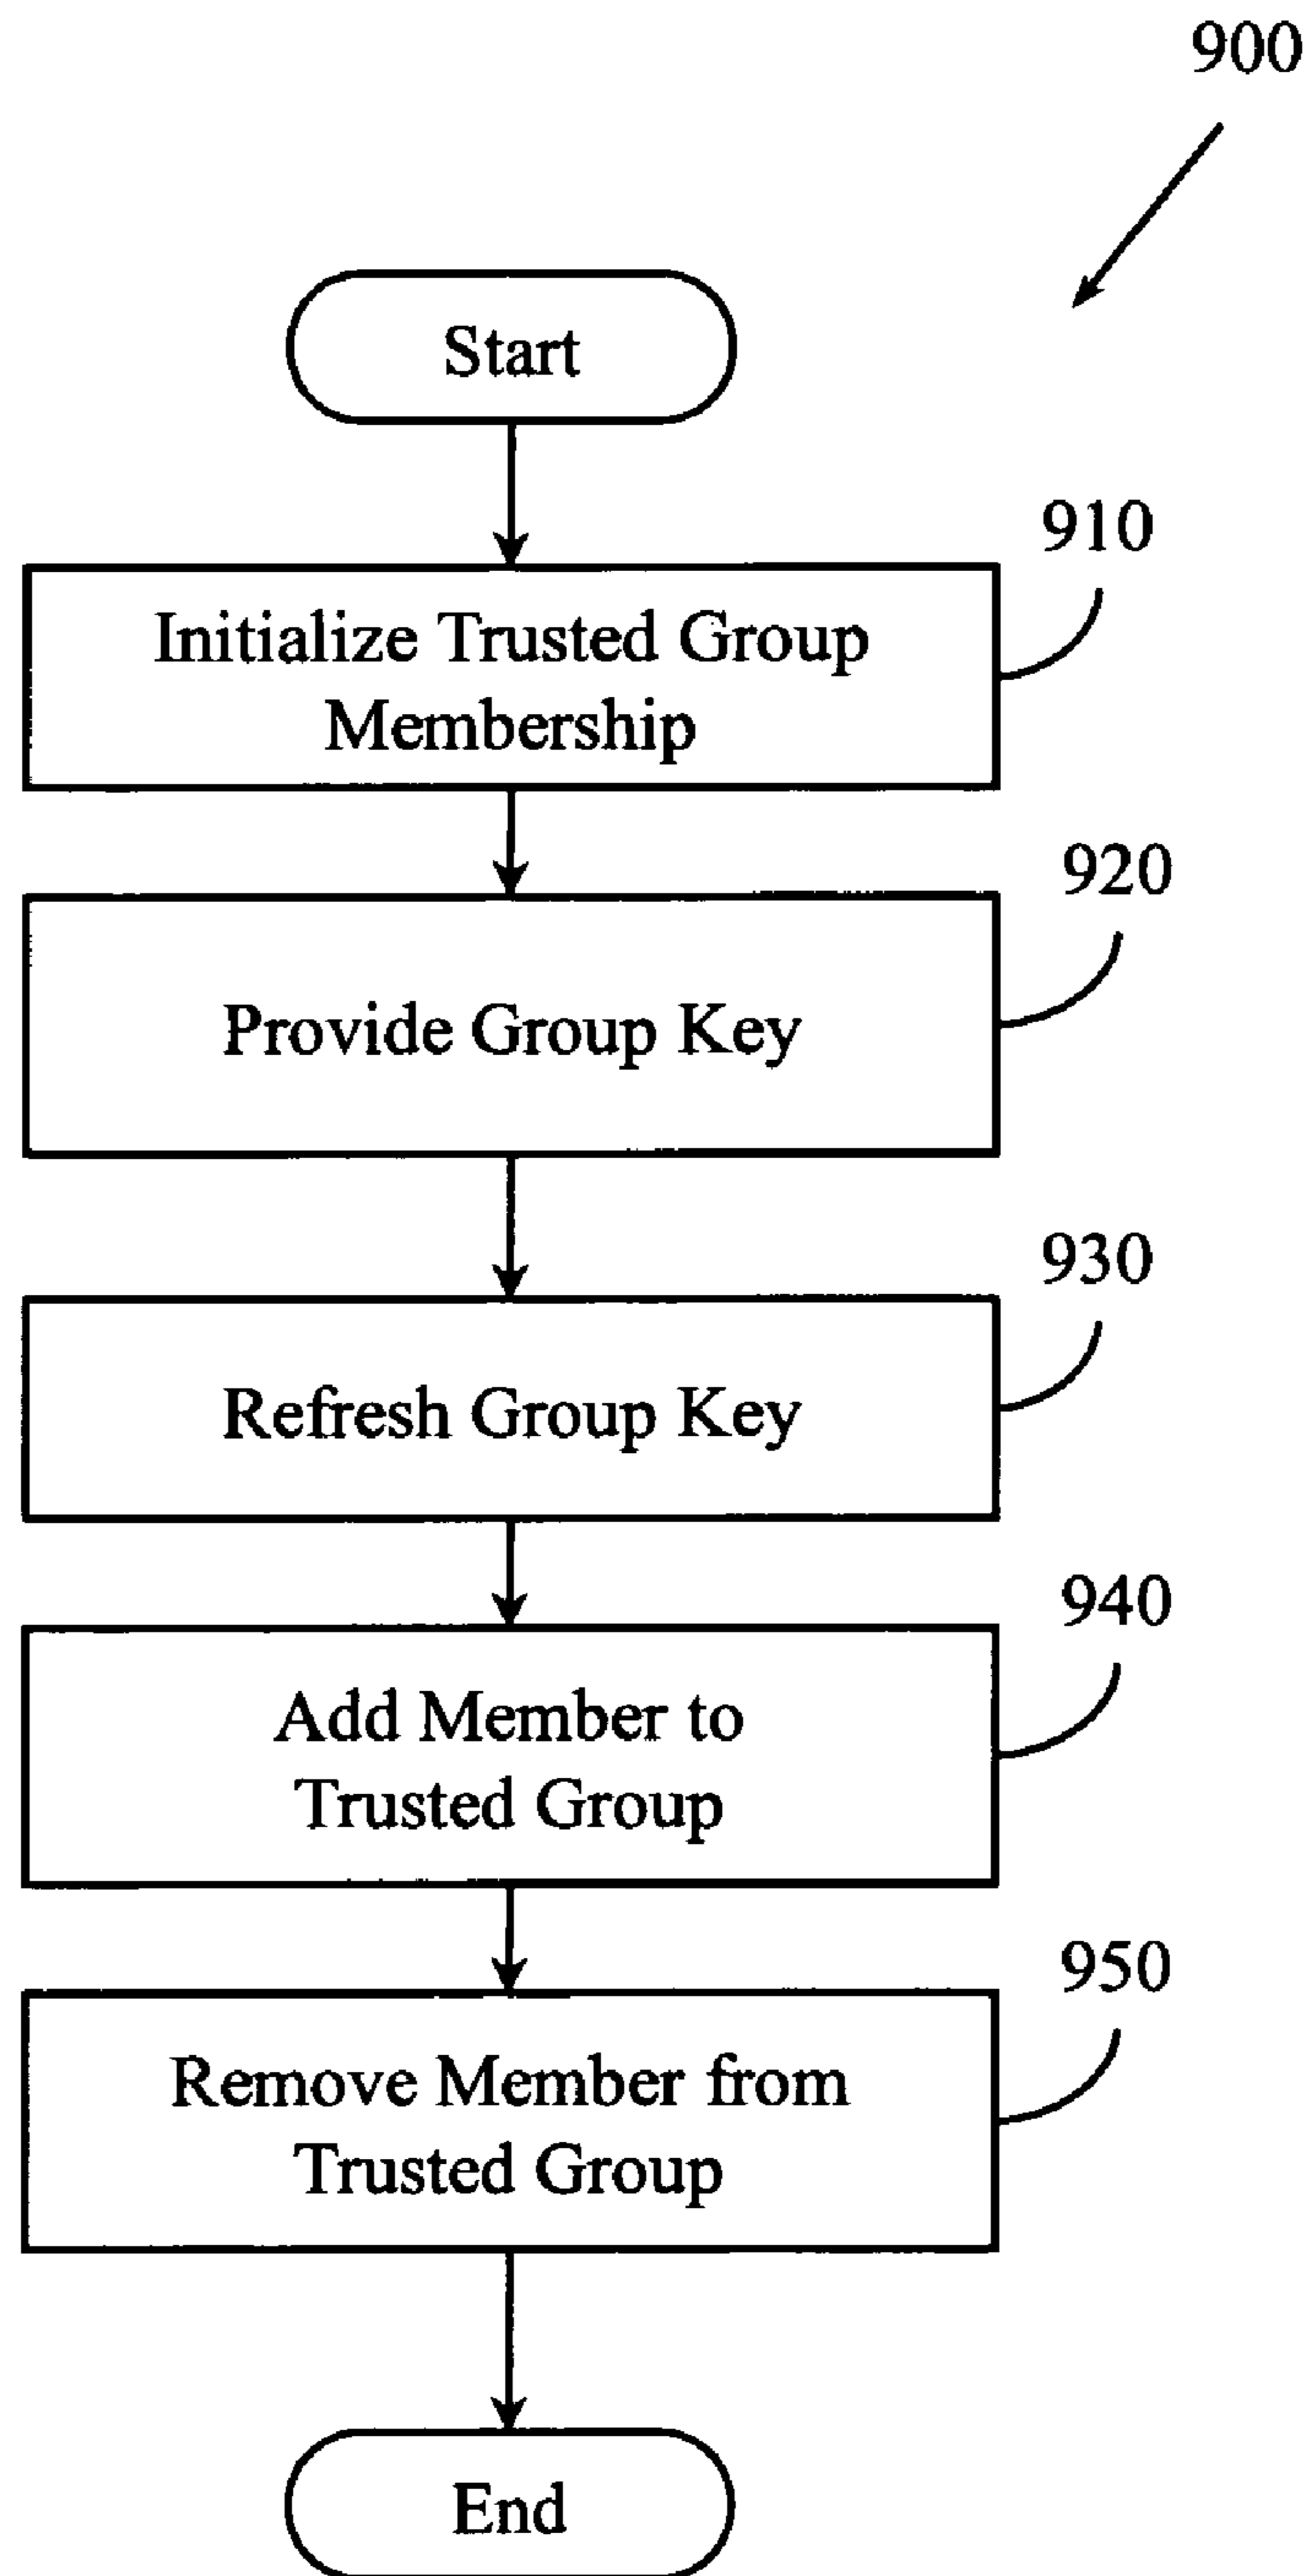 900
Start
910
Initialize Trusted Group
Membership
920
Provide Group Key
930
Refresh Group Key
940
Add Member to
Trusted Group
950
Remove Member from
Trusted Group
End